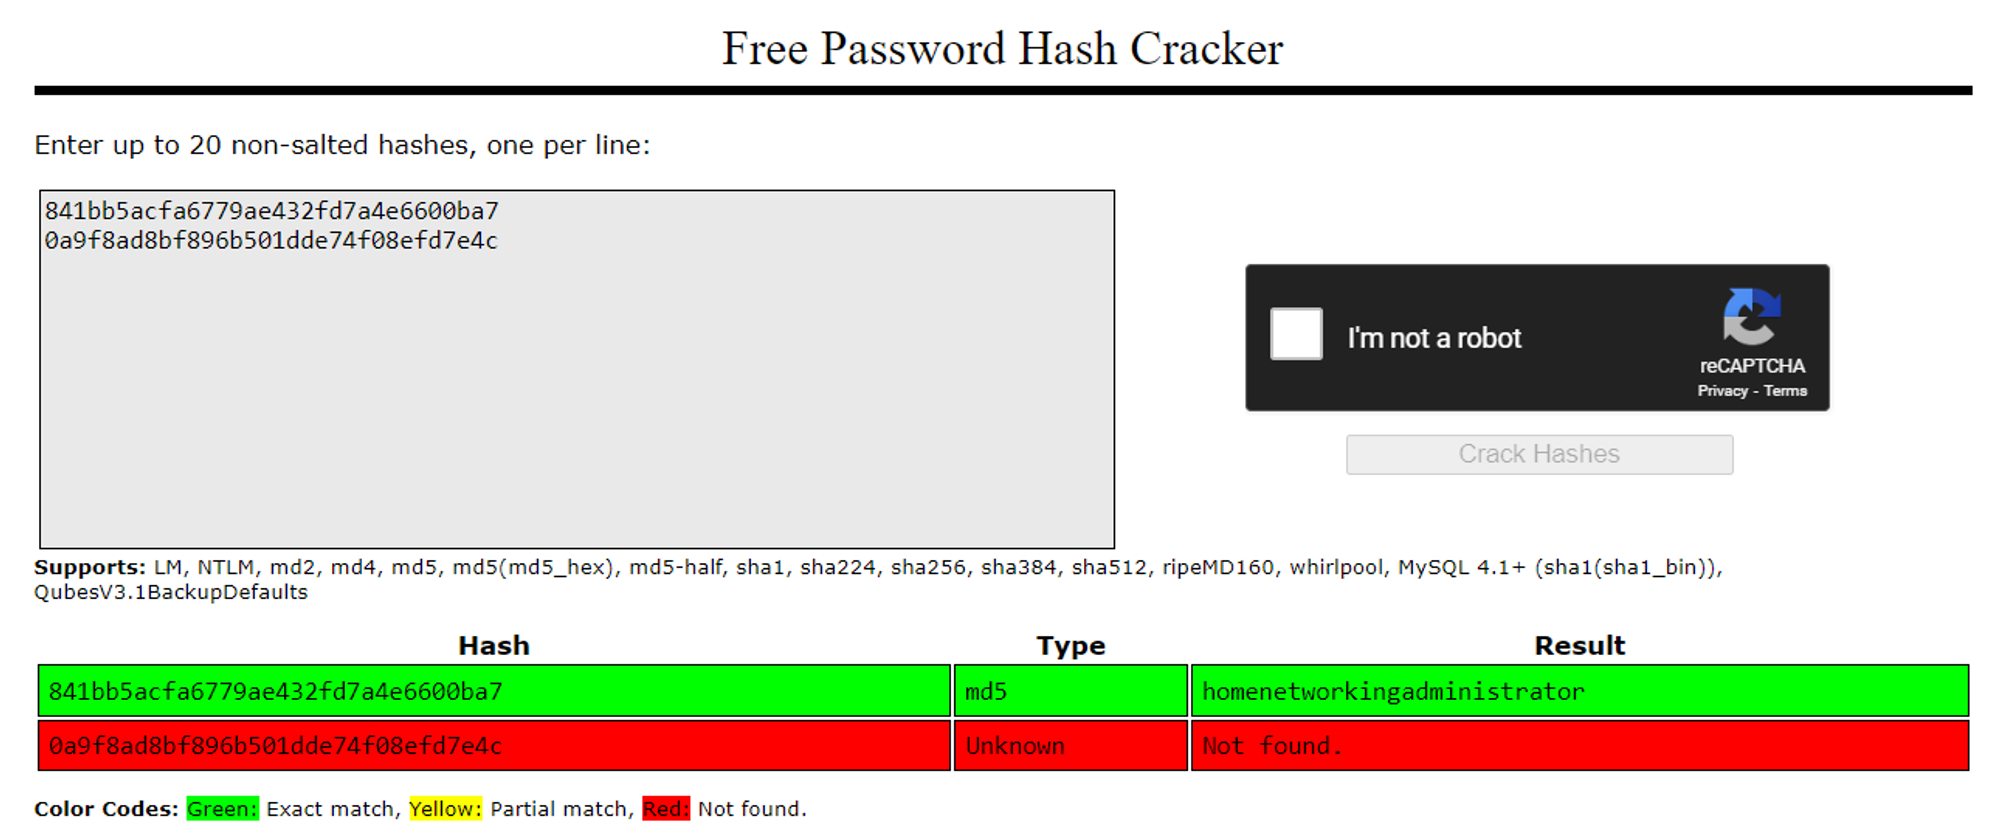 Free Password Hash Cracker
Enter up to 20 non-salted hashes, one per line:
841bb5acfa6779ae432fd7a4e6600ba7
0a9f8ad8bf896b501dde74f08efd7e4c
I'm not a robot
reCAPTCHA
Privacy - Terms
Crack Hashes
Supports: LM, NTLM, md2, md4, md5, md5(md5_hex), md5-half, sha1, sha224, sha256, sha384, sha512, ripeMD160, whirlpool, MySQL 4.1+ (sha1(sha1_bin)),
QubesV3.1BackupDefaults
Hash Type Result
841bb5acfa6779ae432fd7a4e6600ba7 md5 homenetworkingadministrator
0a9f8ad8bf896b501dde74f08efd7e4c Unknown Not found.
Color Codes: Green: Exact match, Yellow: Partial match, Red: Not found.